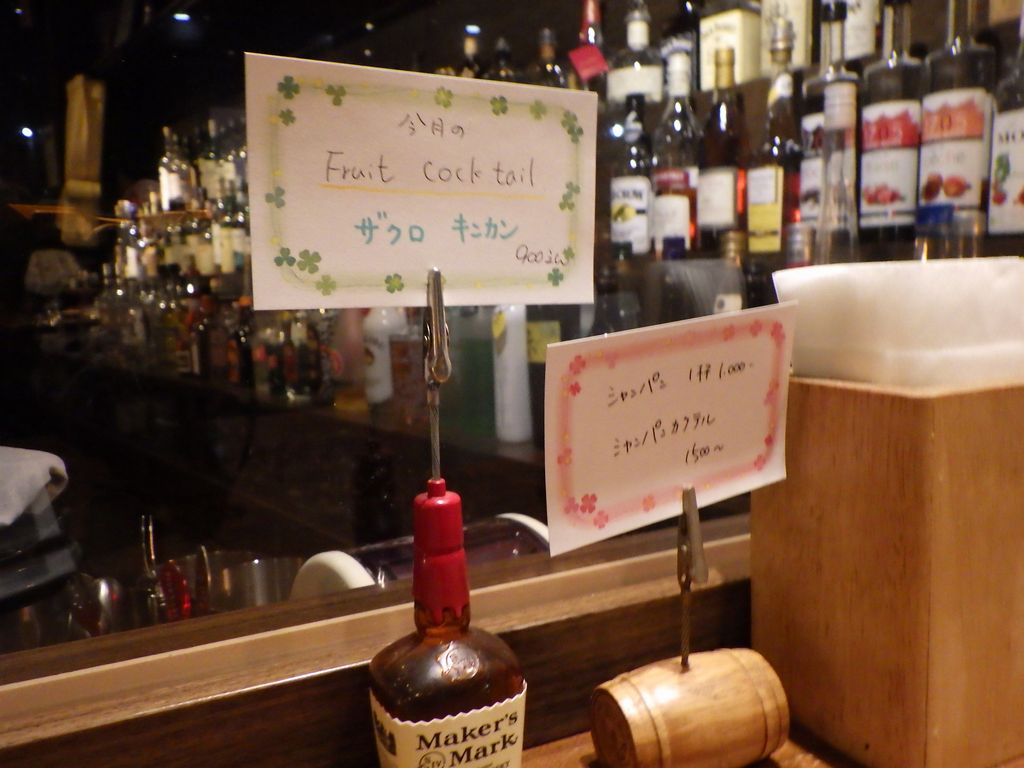 今月の
Fruit Cocktail
ザクロ キンカン
900えん
シャンパン 1杯 1,000-
シャンパンカクテル
1500~
Maker's
Mark